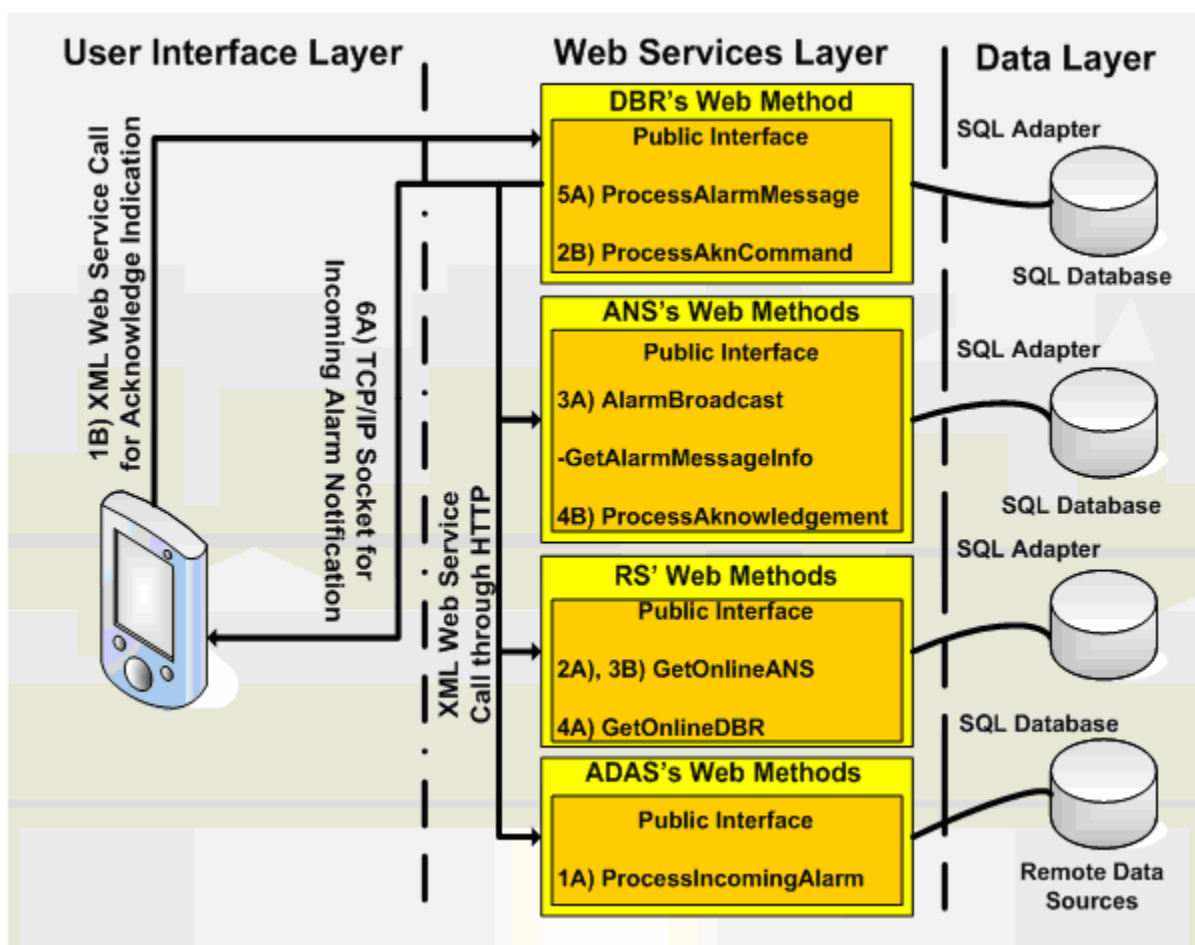 User Interface Layer
Web Services Layer
Data Layer
1B) XML Web Service Call
for Acknowledge Indication
6A) TCP/IP Socket for
Incoming Alarm Notification
XML Web Service
Call through HTTP
DBR's Web Method
Public Interface
5A) ProcessAlarmMessage
2B) ProcessAknCommand
ANS's Web Methods
Public Interface
3A) AlarmBroadcast
-GetAlarmMessageInfo
4B) ProcessAknowledgement
RS' Web Methods
Public Interface
2A), 3B) GetOnlineANS
4A) GetOnlineDBR
ADAS's Web Methods
Public Interface
1A) ProcessIncomingAlarm
SQL Adapter
SQL Database
SQL Adapter
SQL Database
SQL Adapter
SQL Database
Remote Data
Sources